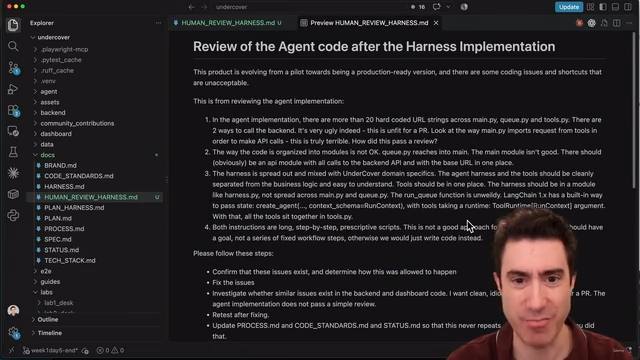 undercover
16
Update
HUMAN_REVIEW_HARNESS.md U
Preview HUMAN_REVIEW_HARNESS.md
undercover
.playwright-mcp
.pytest_cache
.ruff_cache
.venv
agent
assets
backend
community_contributions
dashboard
data
docs
BRAND.md
CODE_STANDARDS.md
HARNESS.md
HUMAN_REVIEW_HARNESS.md U
PLAN_HARNESS.md
PLAN.md
PROCESS.md
SPEC.md
STATUS.md
TECH_STACK.md
e2e
guides
labs
lab1_desk
Outline
Timeline
week1day5-end*
0 0
Review of the Agent code after the Harness Implementation
This product is evolving from a pilot towards being a production-ready version, and there are some coding issues and shortcuts that
are unacceptable.
This is from reviewing the agent implementation:
1. In the agent implementation, there are more than 20 hard coded URL strings across main.py, queue.py and tools.py. There are
2 ways to call the backend. It's very ugly indeed - this is unfit for a PR. Look at the way main.py imports request from tools in
order to make API calls - this is truly terrible. How did this pass a review?
2. The way the code is organized into modules is not OK. queue.py reaches into main. The main module isn't good. There should
(obviously) be an api module with all calls to the backend API and with the base URL in one place.
3. The harness is spread out and mixed with UnderCover domain specifics. The agent harness and the tools should be cleanly
separated from the business logic and easy to understand. Tools should be in one place. The harness should be in a module
like harness.py, not spread across main.py and queue.py. The run_queue function is unwieldy. LangChain 1.x has a built-in way
to pass state: create_agent(..., context_schema=RunContext), with tools taking a runtime: ToolRuntime[RunContext] argument.
With that, all the tools sit together in tools.py.
4. Both instructions are long, step-by-step, prescriptive scripts. This is not a good approach for
should have
a goal, not a series of fixed workflow steps, otherwise we would just write code instead.
Please follow these steps:
• Confirm that these issues exist, and determine how this was allowed to happen
• Fix the issues
• Investigate whether similar issues exist in the backend and dashboard code. I want clean,
for a PR. The
agent implementation does not pass a simple review.
• Retest after fixing.
• Update PROCESS.md and CODE_STANDARDS.md and STATUS.md so that this never repeats
you did
that.